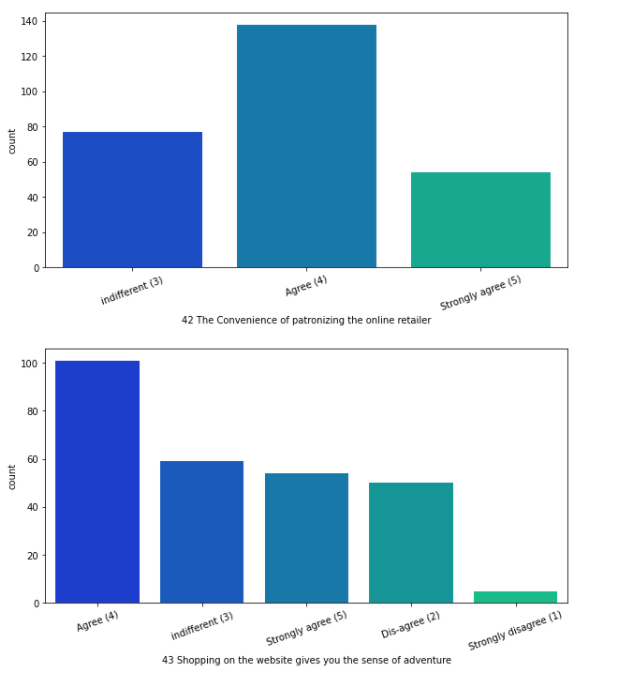 140
120
100
80
60
40
20
0
count
indifferent (3)
Agree (4)
Strongly agree (5)
42 The Convenience of patronizing the online retailer
100
80
60
40
20
0
count
Agree (4)
indifferent (3)
Strongly agree (5)
Dis-agree (2)
Strongly disagree (1)
43 Shopping on the website gives you the sense of adventure